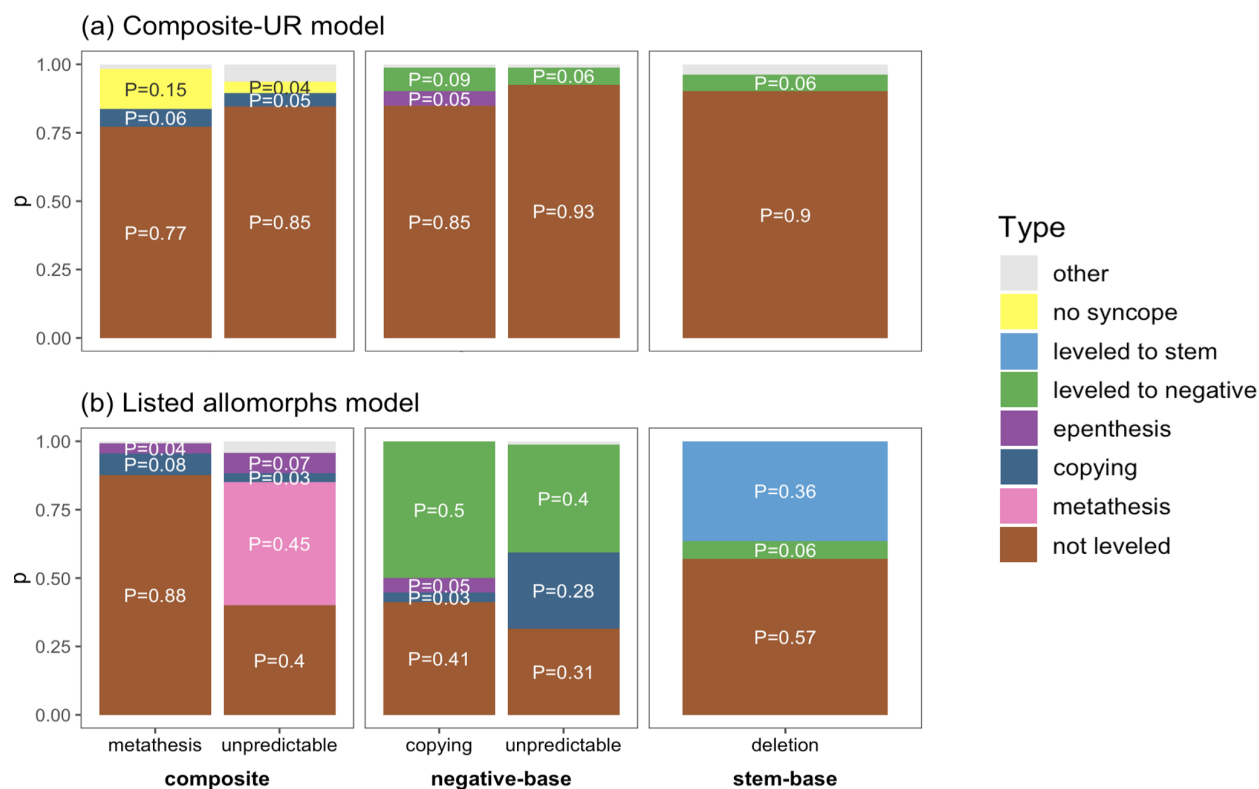 (a) Composite-UR model
p
1.00
0.75
0.50
0.25
0.00
P=0.15
P=0.06
P=0.77
P=0.04
P=0.05
P=0.85
P=0.09
P=0.05
P=0.85
P=0.06
P=0.93
P=0.06
P=0.9
(b) Listed allomorphs model
p
1.00
0.75
0.50
0.25
0.00
P=0.04
P=0.08
P=0.88
P=0.07
P=0.03
P=0.45
P=0.4
P=0.5
P=0.05
P=0.03
P=0.41
P=0.4
P=0.28
P=0.31
P=0.36
P=0.06
P=0.57
metathesis unpredictable copying unpredictable deletion
composite negative-base stem-base
Type
other
no syncope
leveled to stem
leveled to negative
epenthesis
copying
metathesis
not leveled